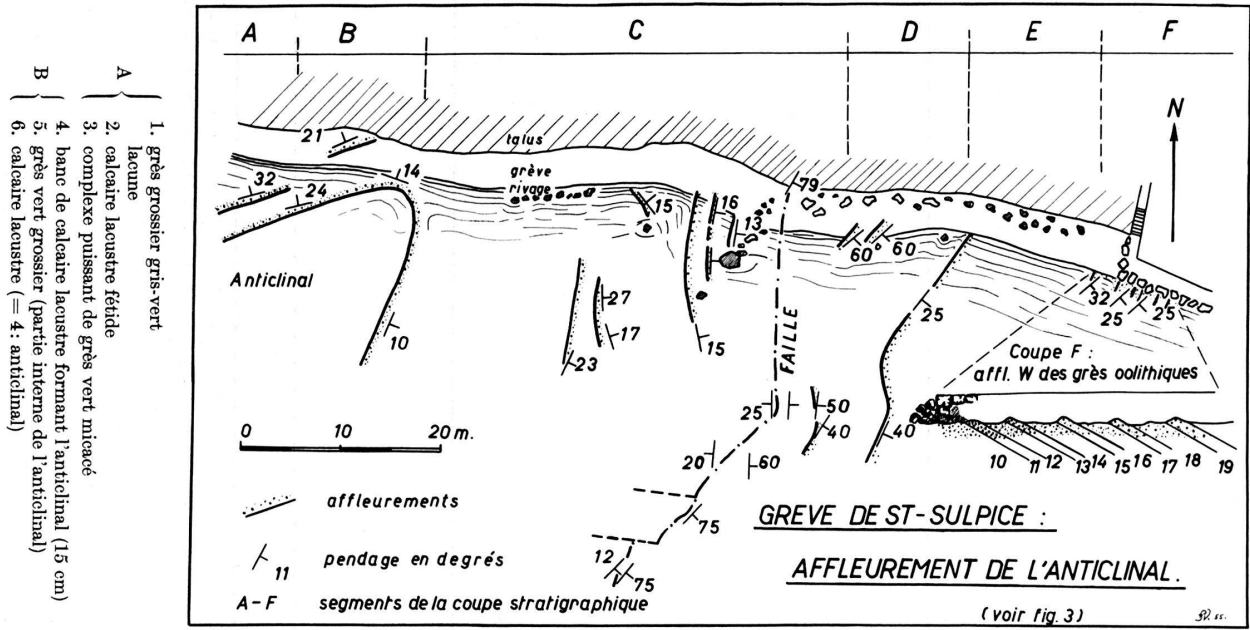 A
1. grès grossier gris-vert
lacune
2. calcaire lacustre fétide
3. complexe puissant de grès vert micacé
B
4. banc de calcaire lacustre formant l'anticlinal (15 cm)
5. grès vert grossier (partie interne de l'anticlinal)
6. calcaire lacustre (= 4: anticlinal)
A B C D E F
N
21
talus
14
grève
rivage
79
32 24
15 16
13
60 60
32
25 25
Anticlinal
27
17
10
23
15
25
FAILLE
Coupe F :
affl. W des grès oolithiques
25
50
40
40
10 11 12 13 14 15 16 17 18 19
0 10 20 m.
20
60
75
12
75
affleurements
pendage en degrés
11
A-F segments de la coupe stratigraphique
GREVE DE ST-SULPICE :
AFFLEUREMENT DE L'ANTICLINAL.
(voir fig. 3)